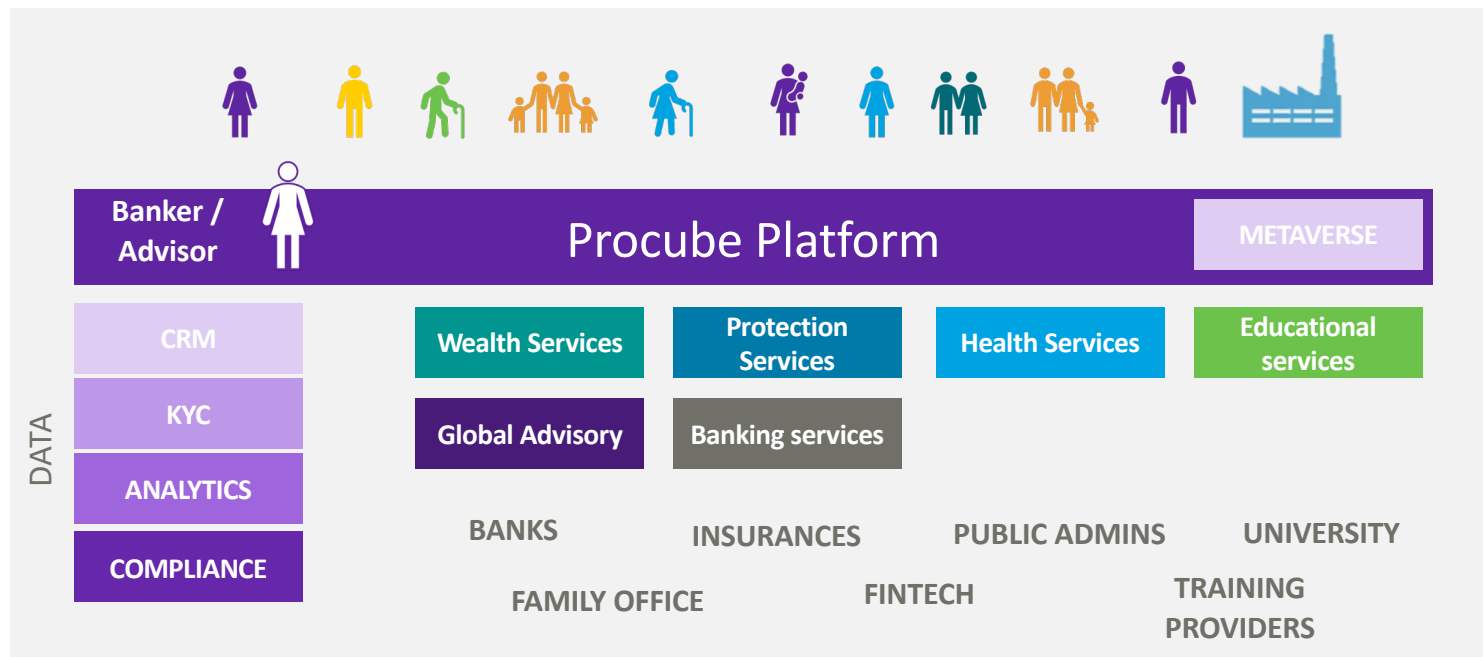 Banker /
Advisor
Procube Platform
METAVERSE
DATA
CRM
KYC
ANALYTICS
COMPLIANCE
Wealth Services
Protection
Services
Health Services
Educational
services
Global Advisory
Banking services
BANKS
INSURANCES
PUBLIC ADMINS
UNIVERSITY
FAMILY OFFICE
FINTECH
TRAINING
PROVIDERS